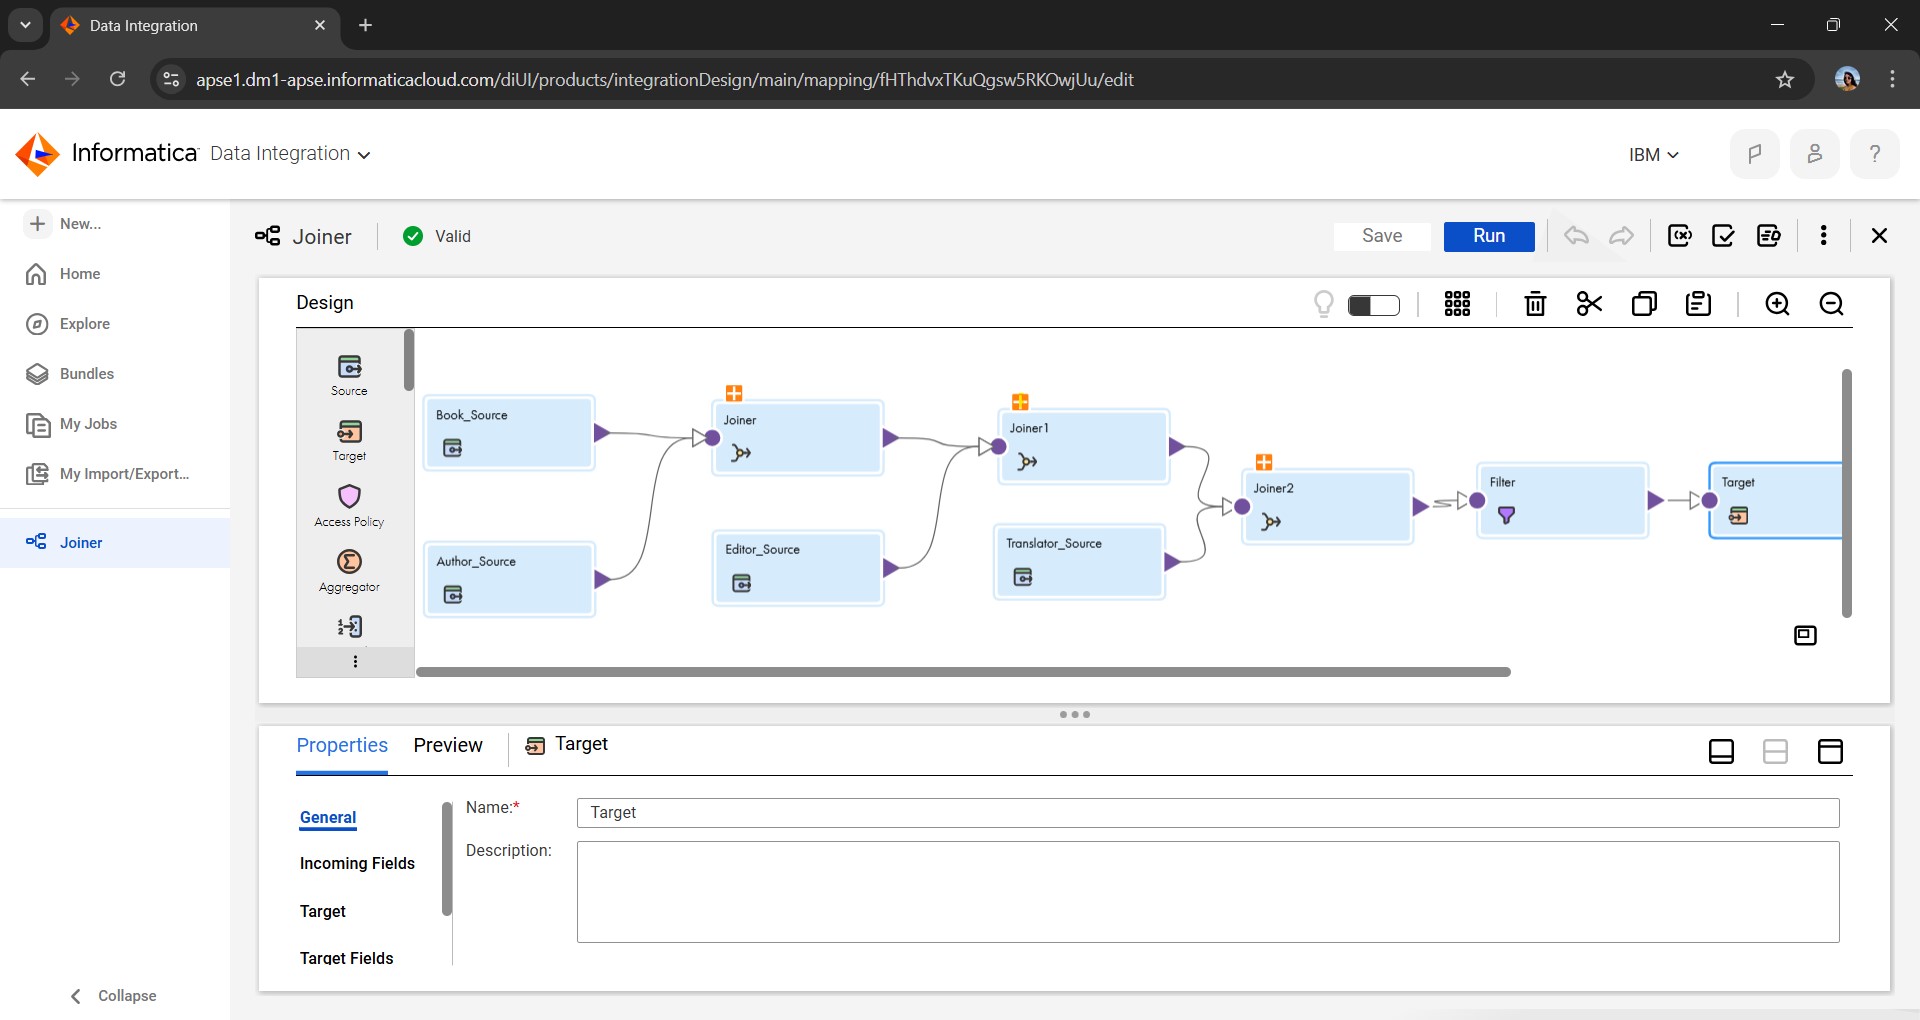 Data Integration
apse1.dm1-apse.informaticacloud.com/diUI/products/integrationDesign/main/mapping/fHThdvxTKuQgsw5RKOwjUu/edit
Informatica Data Integration
IBM
?
New...
Home
Explore
Bundles
My Jobs
My Import/Export...
Joiner
Collapse
Joiner
Valid
Save
Run
Design
Source
Target
Access Policy
Aggregator
Book_Source
Author_Source
Joiner
Editor_Source
Joiner1
Translator_Source
Joiner2
Filter
Target
Properties
Preview
Target
General
Incoming Fields
Target
Target Fields
Name:*
Target
Description: